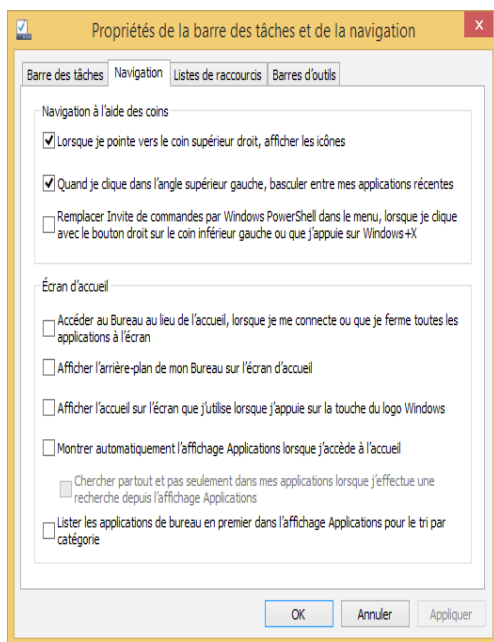 Propriétés de la barre des tâches et de la navigation
x
Barre des tâches Navigation Listes de raccourcis Barres d'outils
Navigation à l'aide des coins
Lorsque je pointe vers le coin supérieur droit, afficher les icônes
Quand je clique dans l'angle supérieur gauche, basculer entre mes applications récentes
Remplacer Invite de commandes par Windows PowerShell dans le menu, lorsque je clique
avec le bouton droit sur le coin inférieur gauche ou que j'appuie sur Windows+X
Écran d'accueil
Accéder au Bureau au lieu de l'accueil, lorsque je me connecte ou que je ferme toutes les
applications à l'écran
Afficher l'arrière-plan de mon Bureau sur l'écran d'accueil
Afficher l'accueil sur l'écran que j'utilise lorsque j'appuie sur la touche du logo Windows
Montrer automatiquement l'affichage Applications lorsque j'accède à l'accueil
Chercher partout et pas seulement dans mes applications lorsque j'effectue une
recherche depuis l'affichage Applications
Lister les applications de bureau en premier dans l'affichage Applications pour le tri par
catégorie
OK Annuler Appliquer